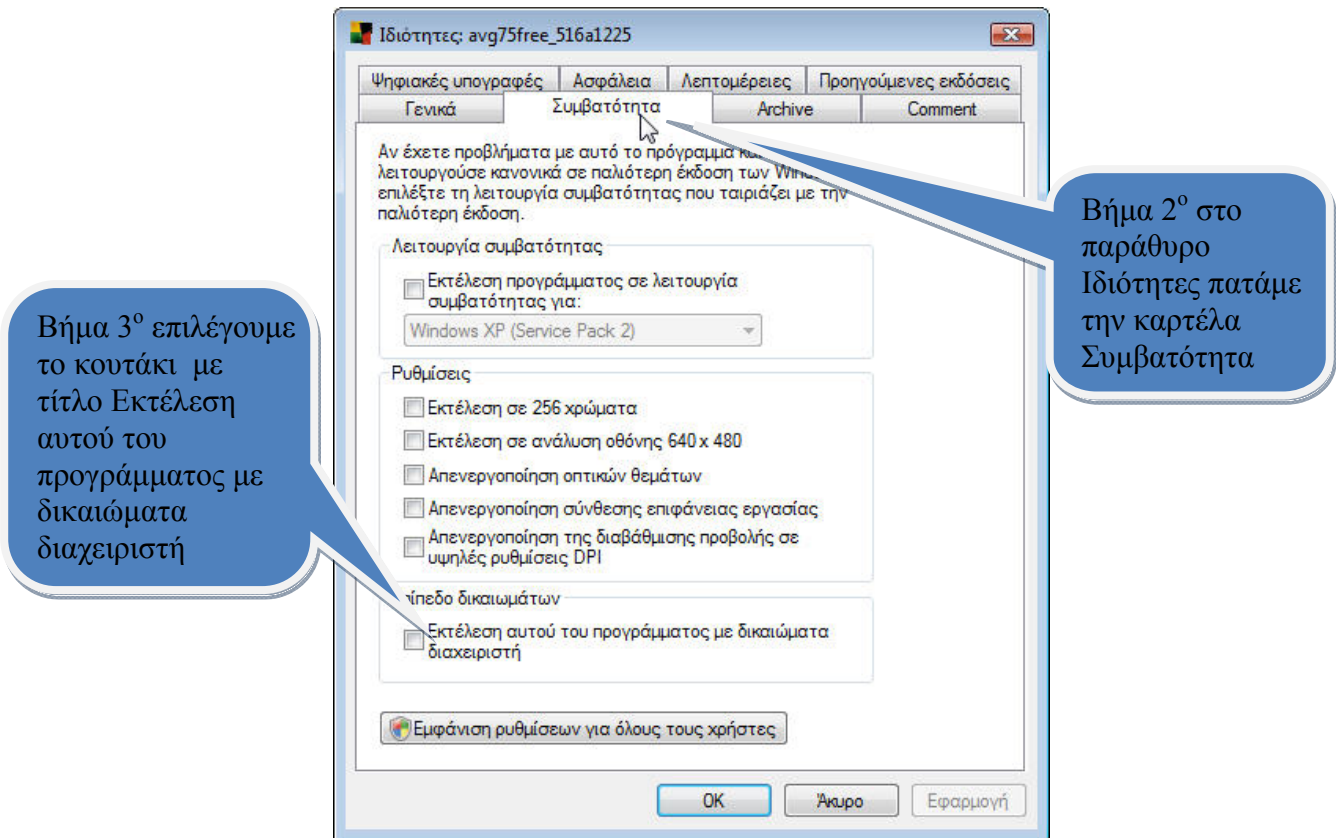 Ιδιότητες: avg75free_516a1225
Ψηφιακές υπογραφές Ασφάλεια Λεπτομέρειες Προηγούμενες εκδόσεις
Γενικά Συμβατότητα Archive Comment
Αν έχετε προβλήματα με αυτό το πρόγραμμα
λειτουργούσε κανονικά σε παλιότερη έκδοση των
επιλέξτε τη λειτουργία συμβατότητας που ταιριάζει με την
παλιότερη έκδοση.
Λειτουργία συμβατότητας
Εκτέλεση προγράμματος σε λειτουργία
συμβατότητας για:
Windows XP (Service Pack 2)
Ρυθμίσεις
Εκτέλεση σε 256 χρώματα
Εκτέλεση σε ανάλυση οθόνης 640 x 480
Απενεργοποίηση οπτικών θεμάτων
Απενεργοποίηση σύνθεσης επιφάνειας εργασίας
Απενεργοποίηση της διαβάθμισης προβολής σε
υψηλές ρυθμίσεις DPI
δικαιωμάτων
Εκτέλεση αυτού του προγράμματος με δικαιώματα
διαχειριστή
Εμφάνιση ρυθμίσεων για όλους τους χρήστες
OK Άκυρο Εφαρμογή
Βήμα 2º στο
παράθυρο
Ιδιότητες πατάμε
την καρτέλα
Συμβατότητα
Βήμα 3º επιλέγουμε
το κουτάκι με
τίτλο Εκτέλεση
αυτού του
προγράμματος με
δικαιώματα
διαχειριστή